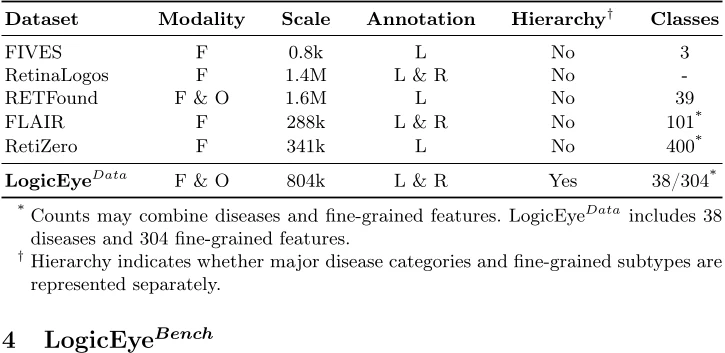 Dataset Modality Scale Annotation Hierarchy† Classes
FIVES F 0.8k L No 3
RetinaLogos F 1.4M L & R No -
RETFound F & O 1.6M L No 39
FLAIR F 288k L & R No 101*
RetiZero F 341k L No 400*
LogicEyeData F & O 804k L & R Yes 38/304*
* Counts may combine diseases and fine-grained features. LogicEyeData includes 38
diseases and 304 fine-grained features.
† Hierarchy indicates whether major disease categories and fine-grained subtypes are
represented separately.
4 LogicEyeBench